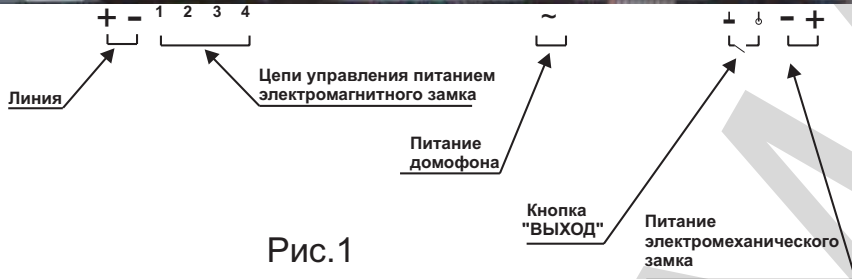 + - 1 2 3 4 ~ - +
Линия
Цепи управления питанием
электромагнитного замка
Питание
домофона
Кнопка
"ВЫХОД"
Питание
электромеханического
замка
Рис.1